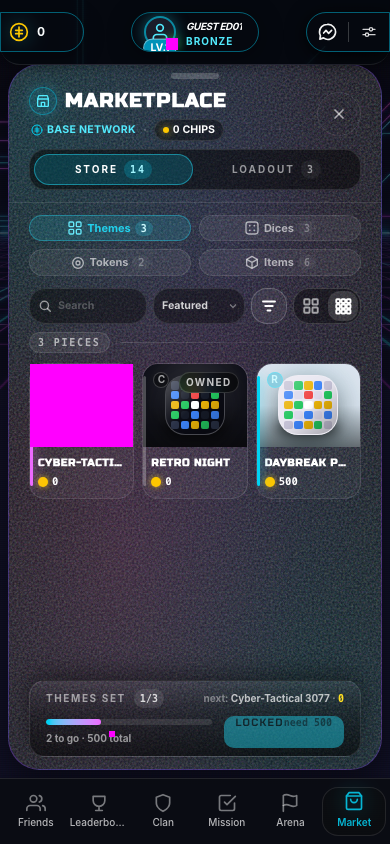 0
GUEST ED01
BRONZE
MARKETPLACE
BASE NETWORK · 0 CHIPS
STORE 14
LOADOUT 3
Themes 3
Dices 3
Tokens 2
Items 6
Search
Featured
3 PIECES
C OWNED
R
CYBER-TACTI...
0
RETRO NIGHT
0
DAYBREAK P...
500
THEMES SET 1/3
next: Cyber-Tactical 3077 · 0
2 to go · 500 total
LOCKED need 500
Friends
Leaderbo...
Clan
Mission
Arena
Market